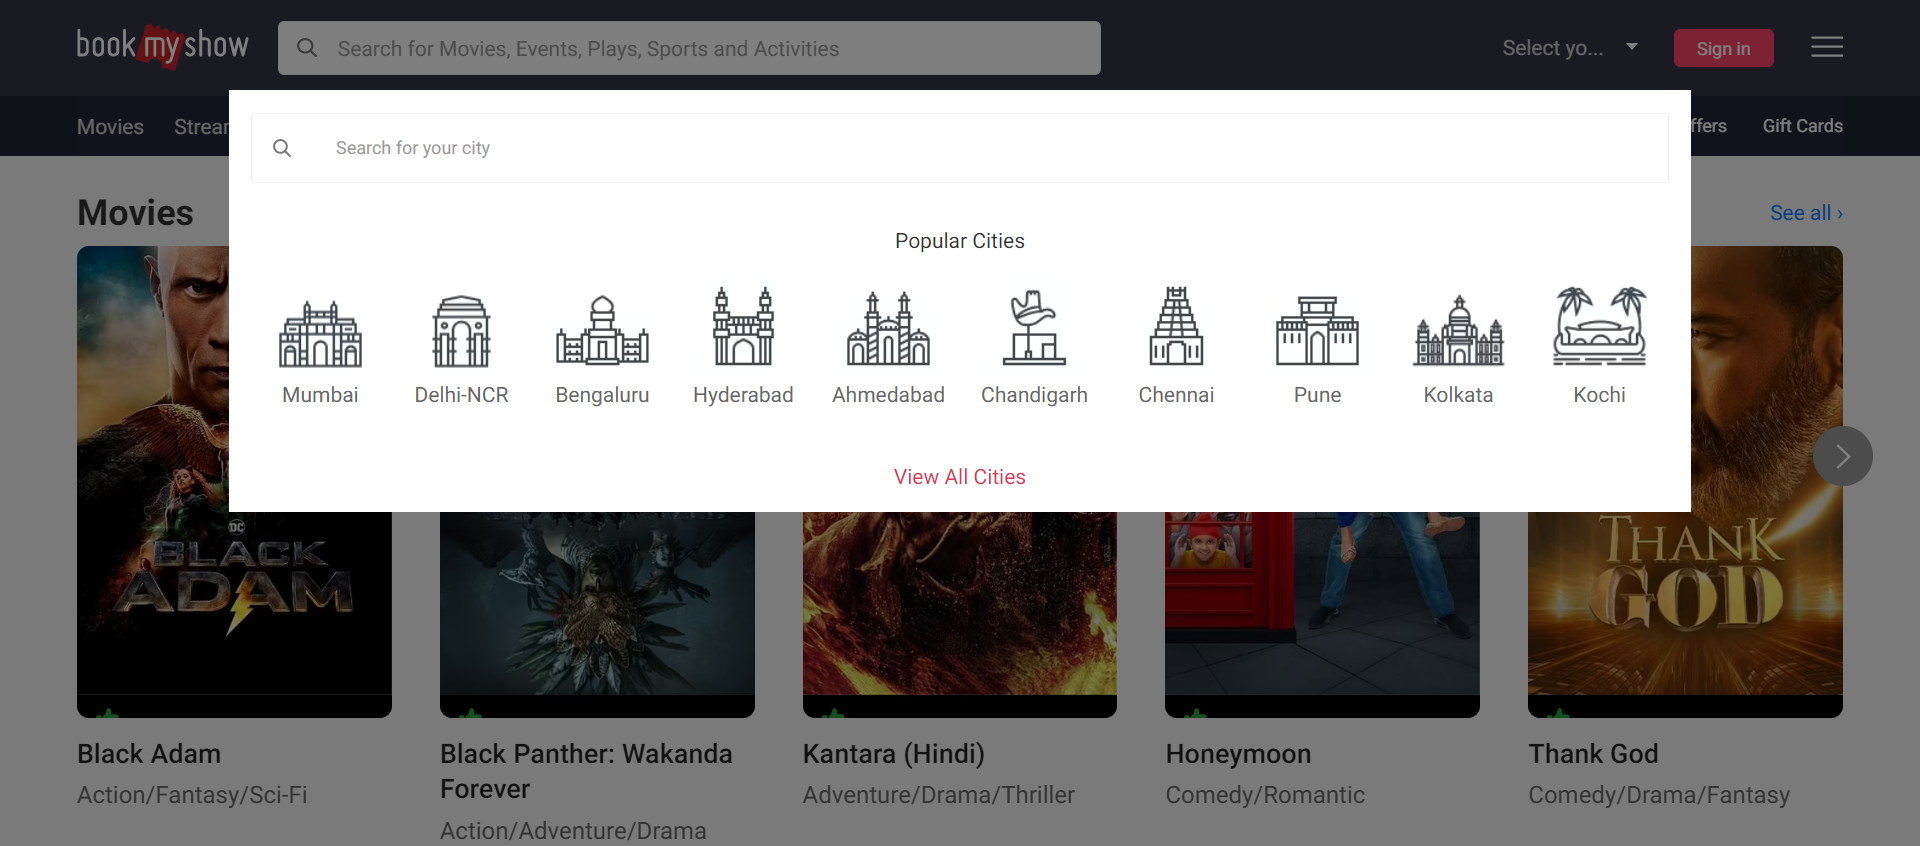 book my show
Search for Movies, Events, Plays, Sports and Activities
Select yo...
Sign in
Movies
Gift Cards
Search for your city
Movies
See all ›
Popular Cities
Mumbai
Delhi-NCR
Bengaluru
Hyderabad
Ahmedabad
Chandigarh
Chennai
Pune
Kolkata
Kochi
View All Cities
DC
BLACK
ADAM
THANK
GOD
Black Adam
Action/Fantasy/Sci-Fi
Black Panther: Wakanda
Forever
Action/Adventure/Drama
Kantara (Hindi)
Adventure/Drama/Thriller
Honeymoon
Comedy/Romantic
Thank God
Comedy/Drama/Fantasy